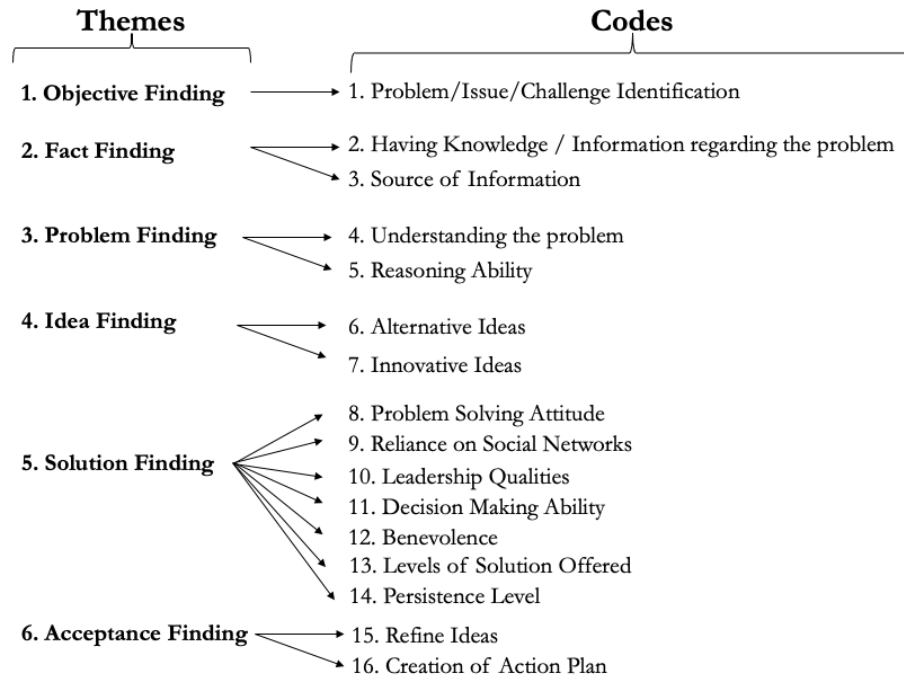 Themes
Codes
1. Objective Finding
1. Problem/Issue/Challenge Identification
2. Fact Finding
2. Having Knowledge / Information regarding the problem
3. Source of Information
3. Problem Finding
4. Understanding the problem
5. Reasoning Ability
4. Idea Finding
6. Alternative Ideas
7. Innovative Ideas
5. Solution Finding
8. Problem Solving Attitude
9. Reliance on Social Networks
10. Leadership Qualities
11. Decision Making Ability
12. Benevolence
13. Levels of Solution Offered
14. Persistence Level
6. Acceptance Finding
15. Refine Ideas
16. Creation of Action Plan